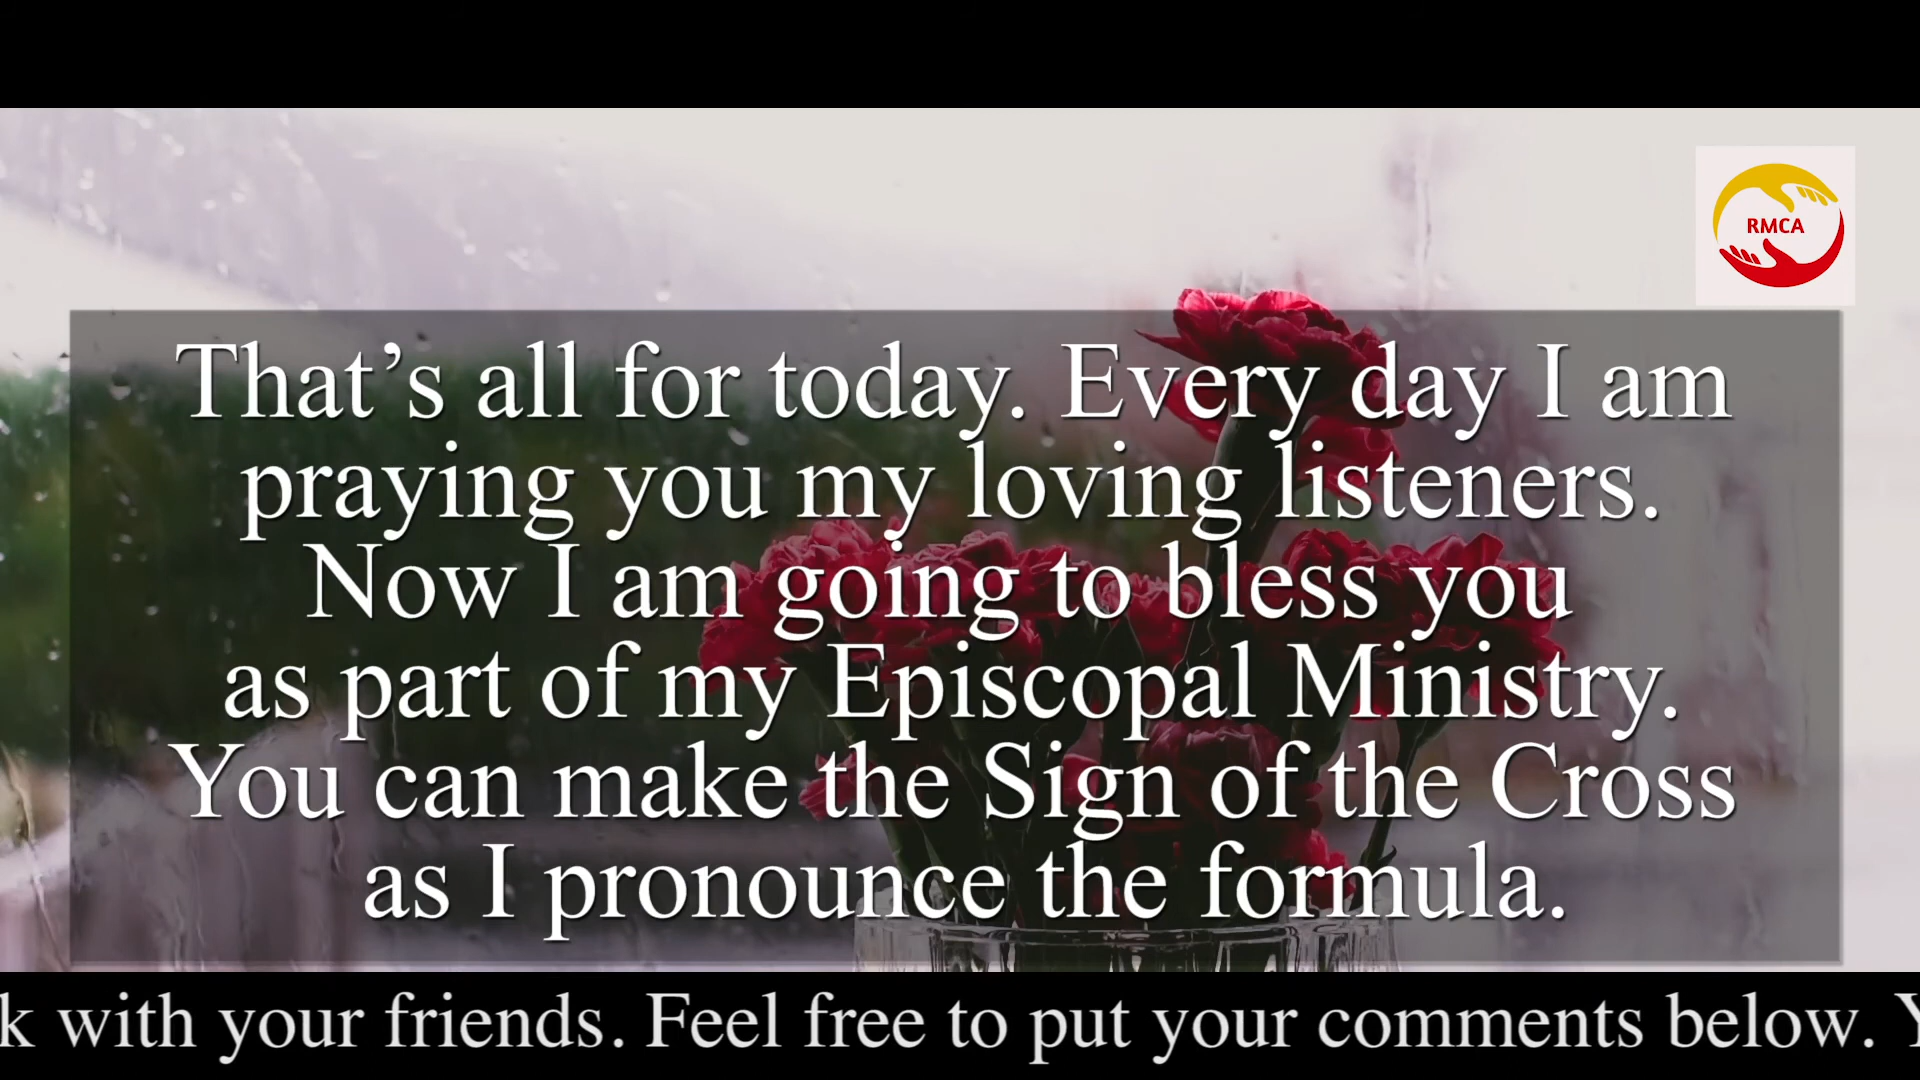 RMCA
That’s all for today. Every day I am
praying you my loving listeners.
Now I am going to bless you
as part of my Episcopal Ministry.
You can make the Sign of the Cross
as I pronounce the formula.
with your friends. Feel free to put your comments below.